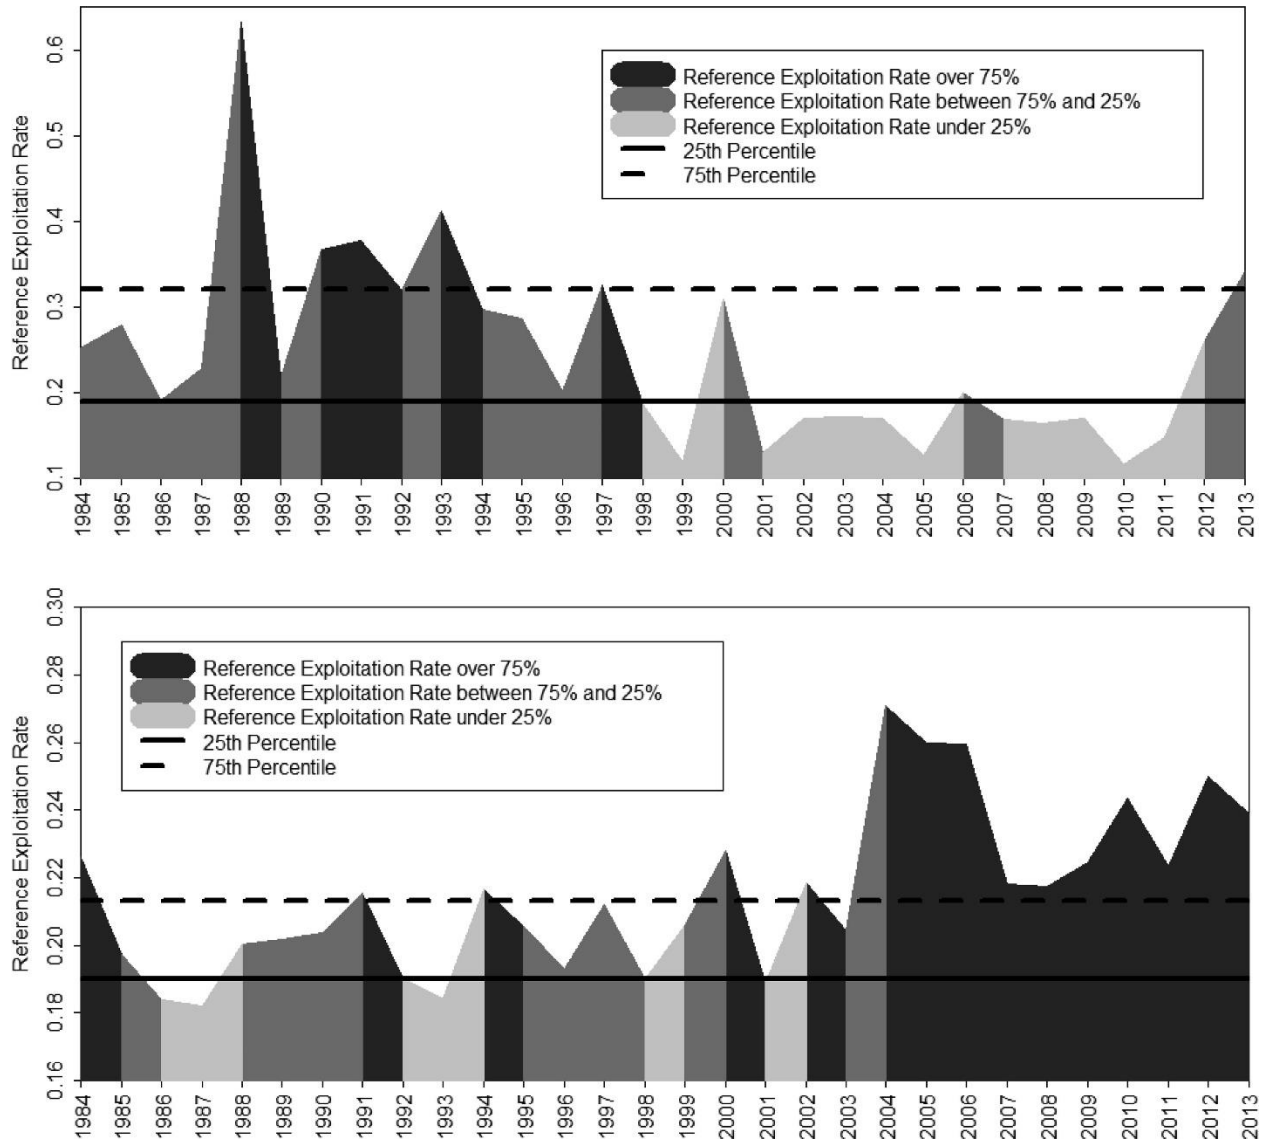 Reference Exploitation Rate
0.6
0.5
0.4
0.3
0.2
0.1
Reference Exploitation Rate over 75%
Reference Exploitation Rate between 75% and 25%
Reference Exploitation Rate under 25%
25th Percentile
75th Percentile
1984 1985 1986 1987 1988 1989 1990 1991 1992 1993 1994 1995 1996 1997 1998 1999 2000 2001 2002 2003 2004 2005 2006 2007 2008 2009 2010 2011 2012 2013
Reference Exploitation Rate
0.30
0.28
0.26
0.24
0.22
0.20
0.18
0.16
Reference Exploitation Rate over 75%
Reference Exploitation Rate between 75% and 25%
Reference Exploitation Rate under 25%
25th Percentile
75th Percentile
1984 1985 1986 1987 1988 1989 1990 1991 1992 1993 1994 1995 1996 1997 1998 1999 2000 2001 2002 2003 2004 2005 2006 2007 2008 2009 2010 2011 2012 2013